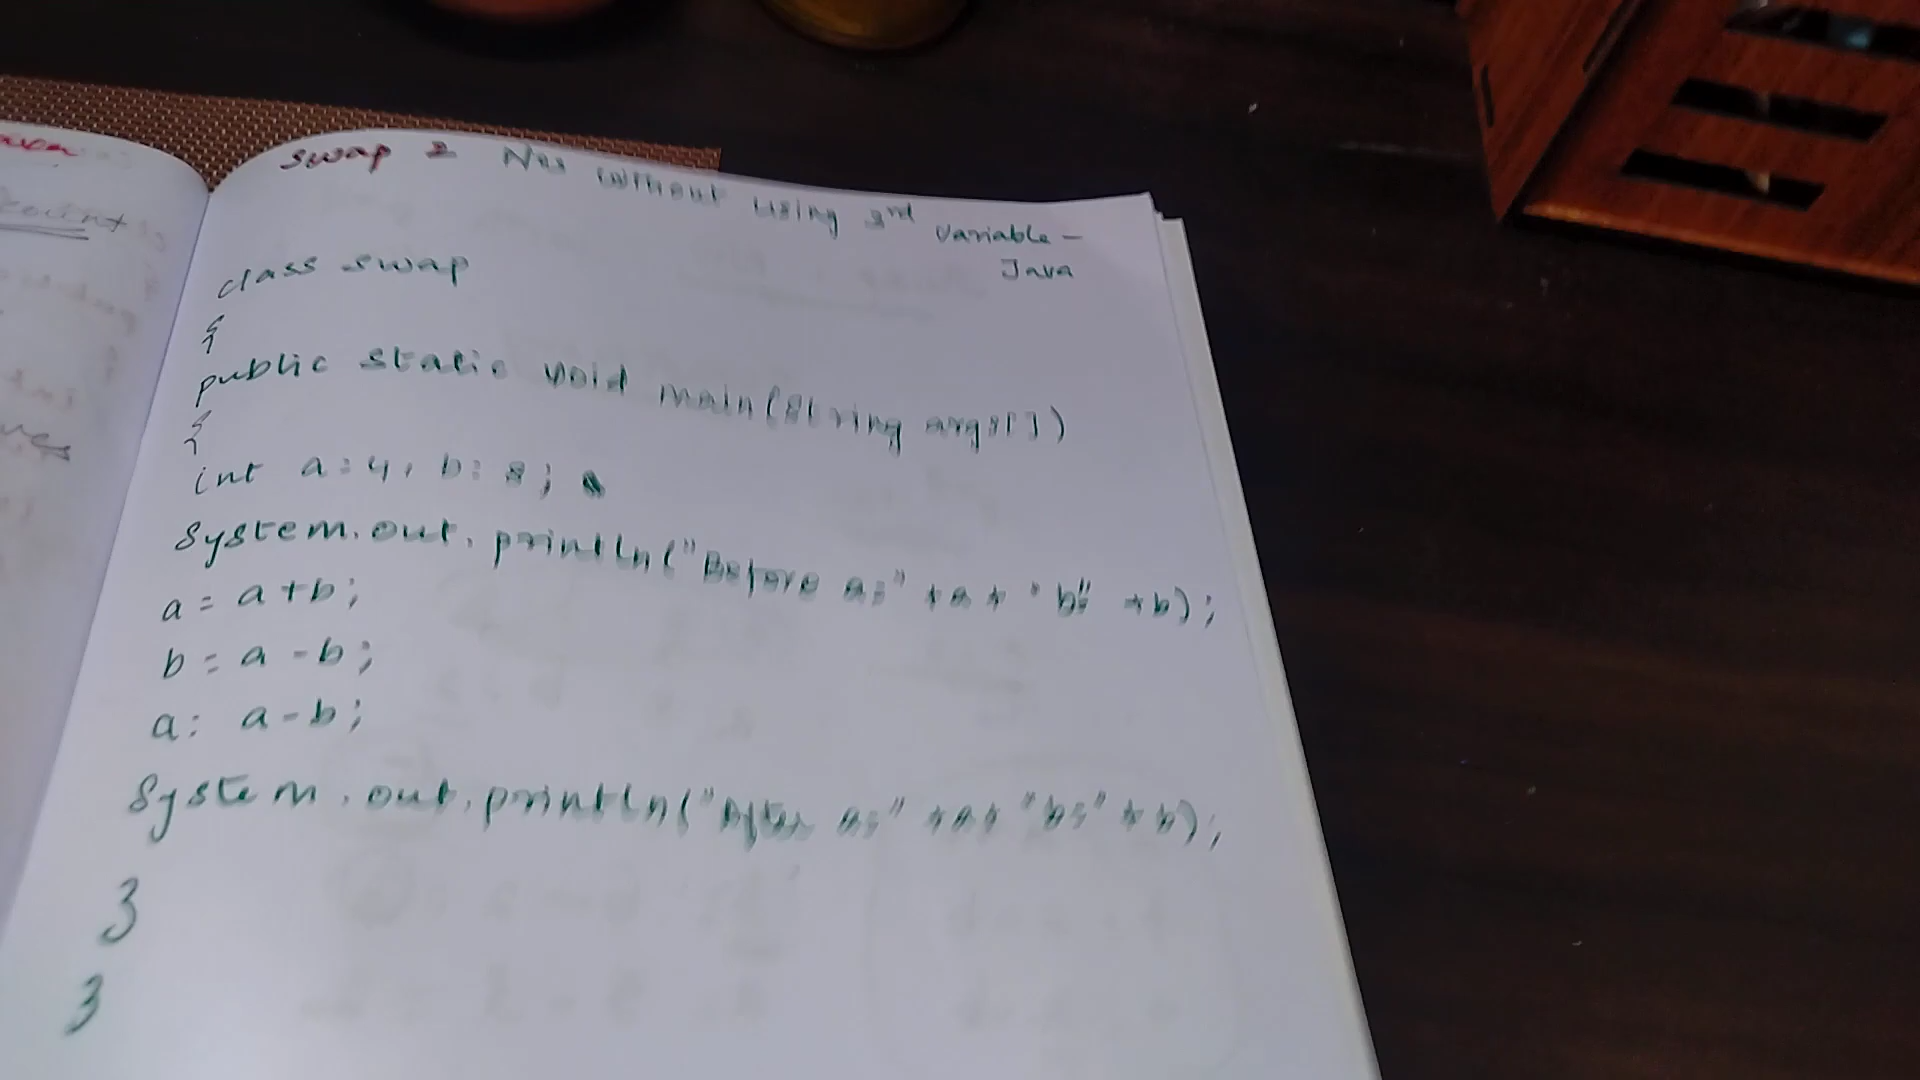 swap 2 Nos without using 3rd variable -
Java
class swap
{
public static void main(String args[])
{
int a=4, b=8;
System.out.println("Before a=" +a+ "b=" +b);
a = a+b;
b = a-b;
a= a-b;
System.out.println("After a=" +a+ "b=" +b);
}
}